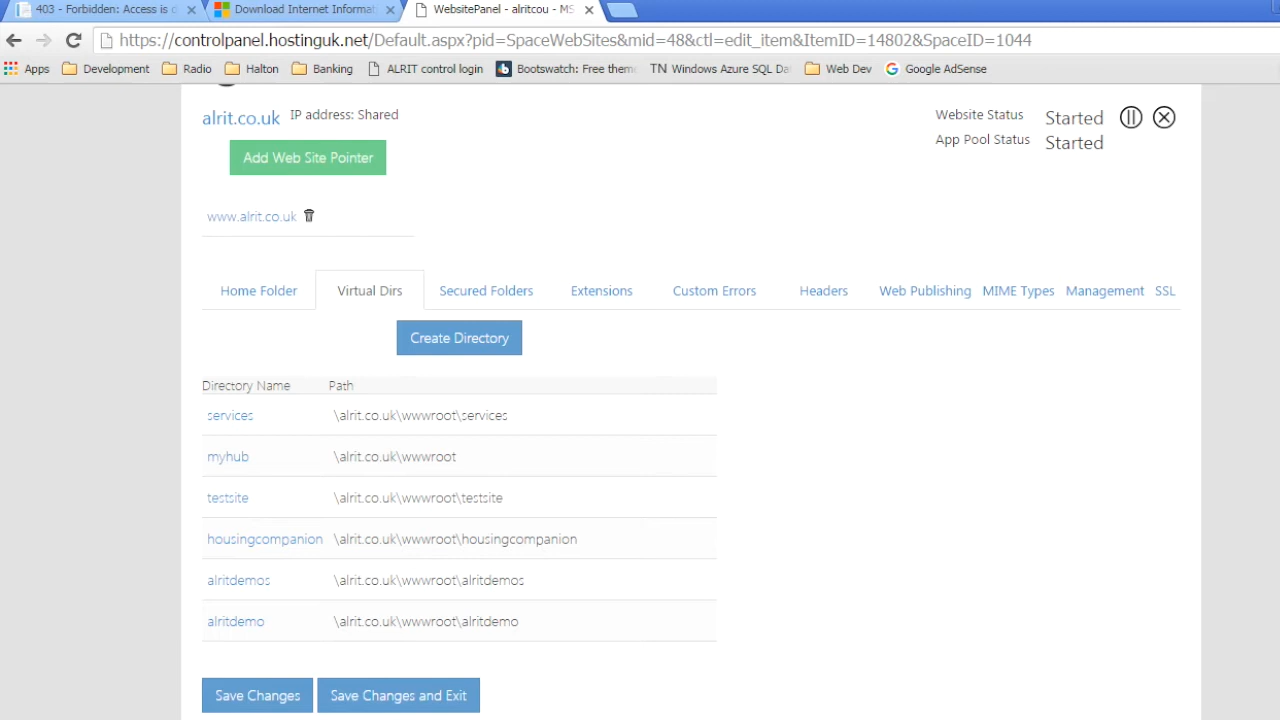 403 - Forbidden: Access is d
Download Internet Informat
WebsitePanel - alritcou - MS
https://controlpanel.hostinguk.net/Default.aspx?pid=SpaceWebSites&mid=48&ctl=edit_item&ItemID=14802&SpaceID=1044
Apps Development Radio Halton Banking ALRIT control login Bootswatch: Free them TN Windows Azure SQL Da Web Dev Google AdSense
alrit.co.uk IP address: Shared
Website Status Started
App Pool Status Started
Add Web Site Pointer
www.alrit.co.uk
Home Folder Virtual Dirs Secured Folders Extensions Custom Errors Headers Web Publishing MIME Types Management SSL
Create Directory
Directory Name Path
services \alrit.co.uk\wwwroot\services
myhub \alrit.co.uk\wwwroot
testsite \alrit.co.uk\wwwroot\testsite
housingcompanion \alrit.co.uk\wwwroot\housingcompanion
alritdemos \alrit.co.uk\wwwroot\alritdemos
alritdemo \alrit.co.uk\wwwroot\alritdemo
Save Changes Save Changes and Exit